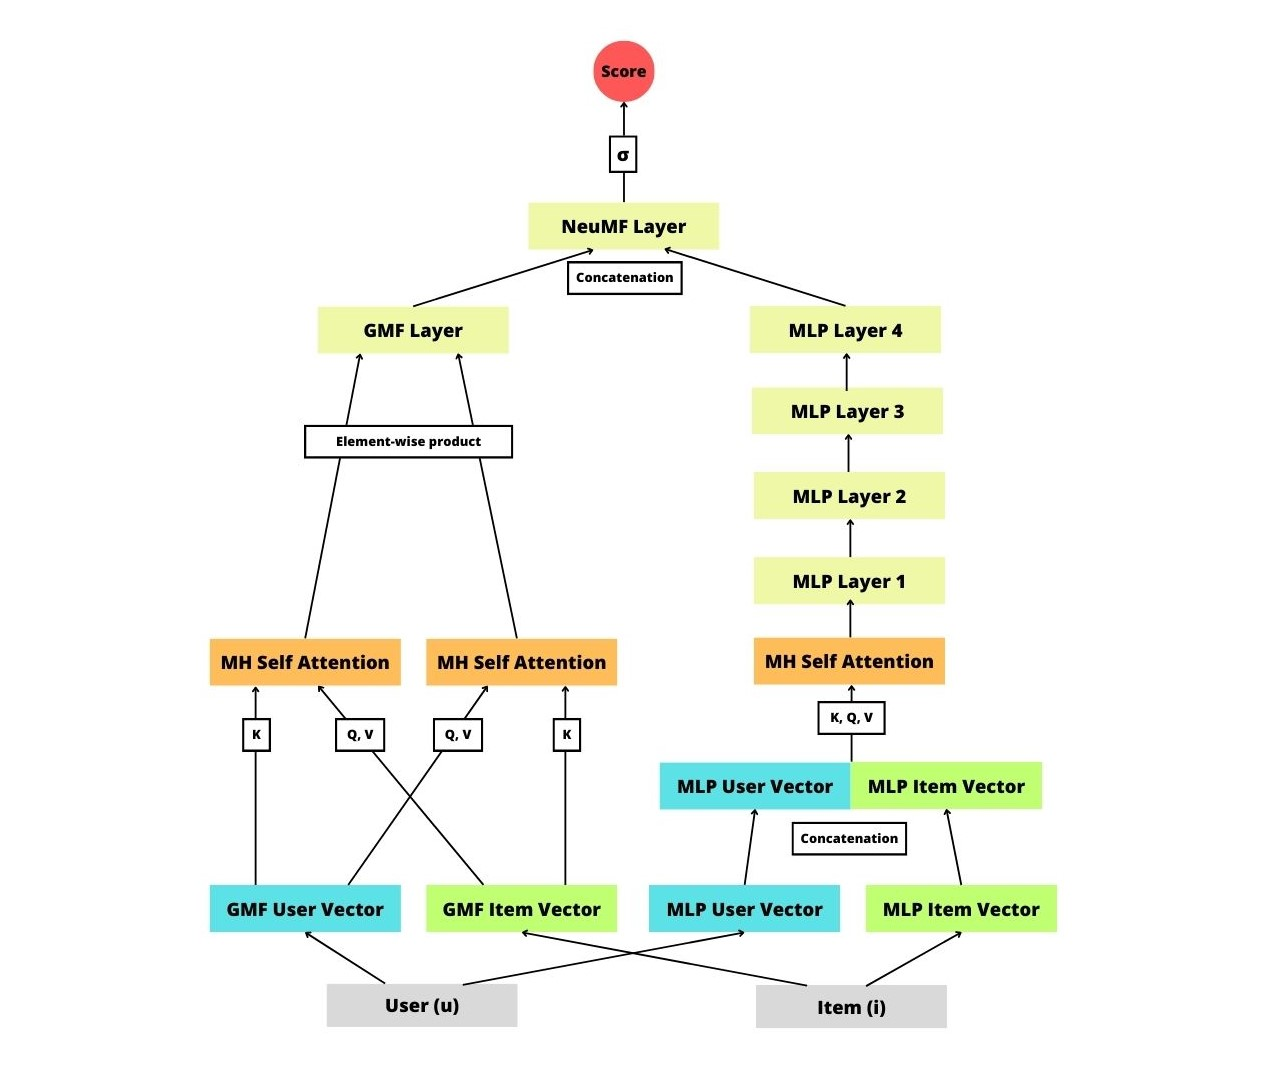 Score
σ
NeuMF Layer
Concatenation
GMF Layer
MLP Layer 4
MLP Layer 3
Element-wise product
MLP Layer 2
MLP Layer 1
MH Self Attention
MH Self Attention
MH Self Attention
K
Q, V
Q, V
K
K, Q, V
MLP User Vector
MLP Item Vector
Concatenation
GMF User Vector
GMF Item Vector
MLP User Vector
MLP Item Vector
User (u)
Item (i)